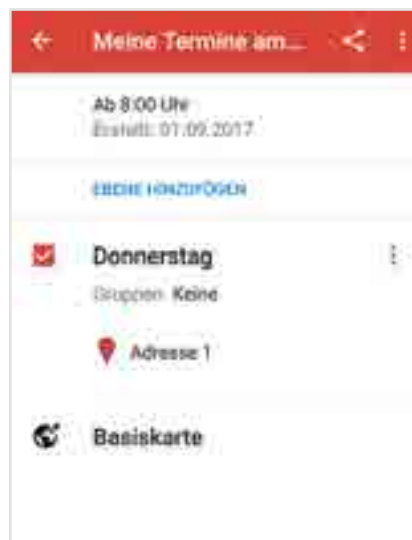 Meine Termine am...
Ab 8:00 Uhr
Erstellt: 01.09.2017
EBENE HINZUFÜGEN
Donnerstag
Gruppen: Keine
Adresse 1
Basiskarte